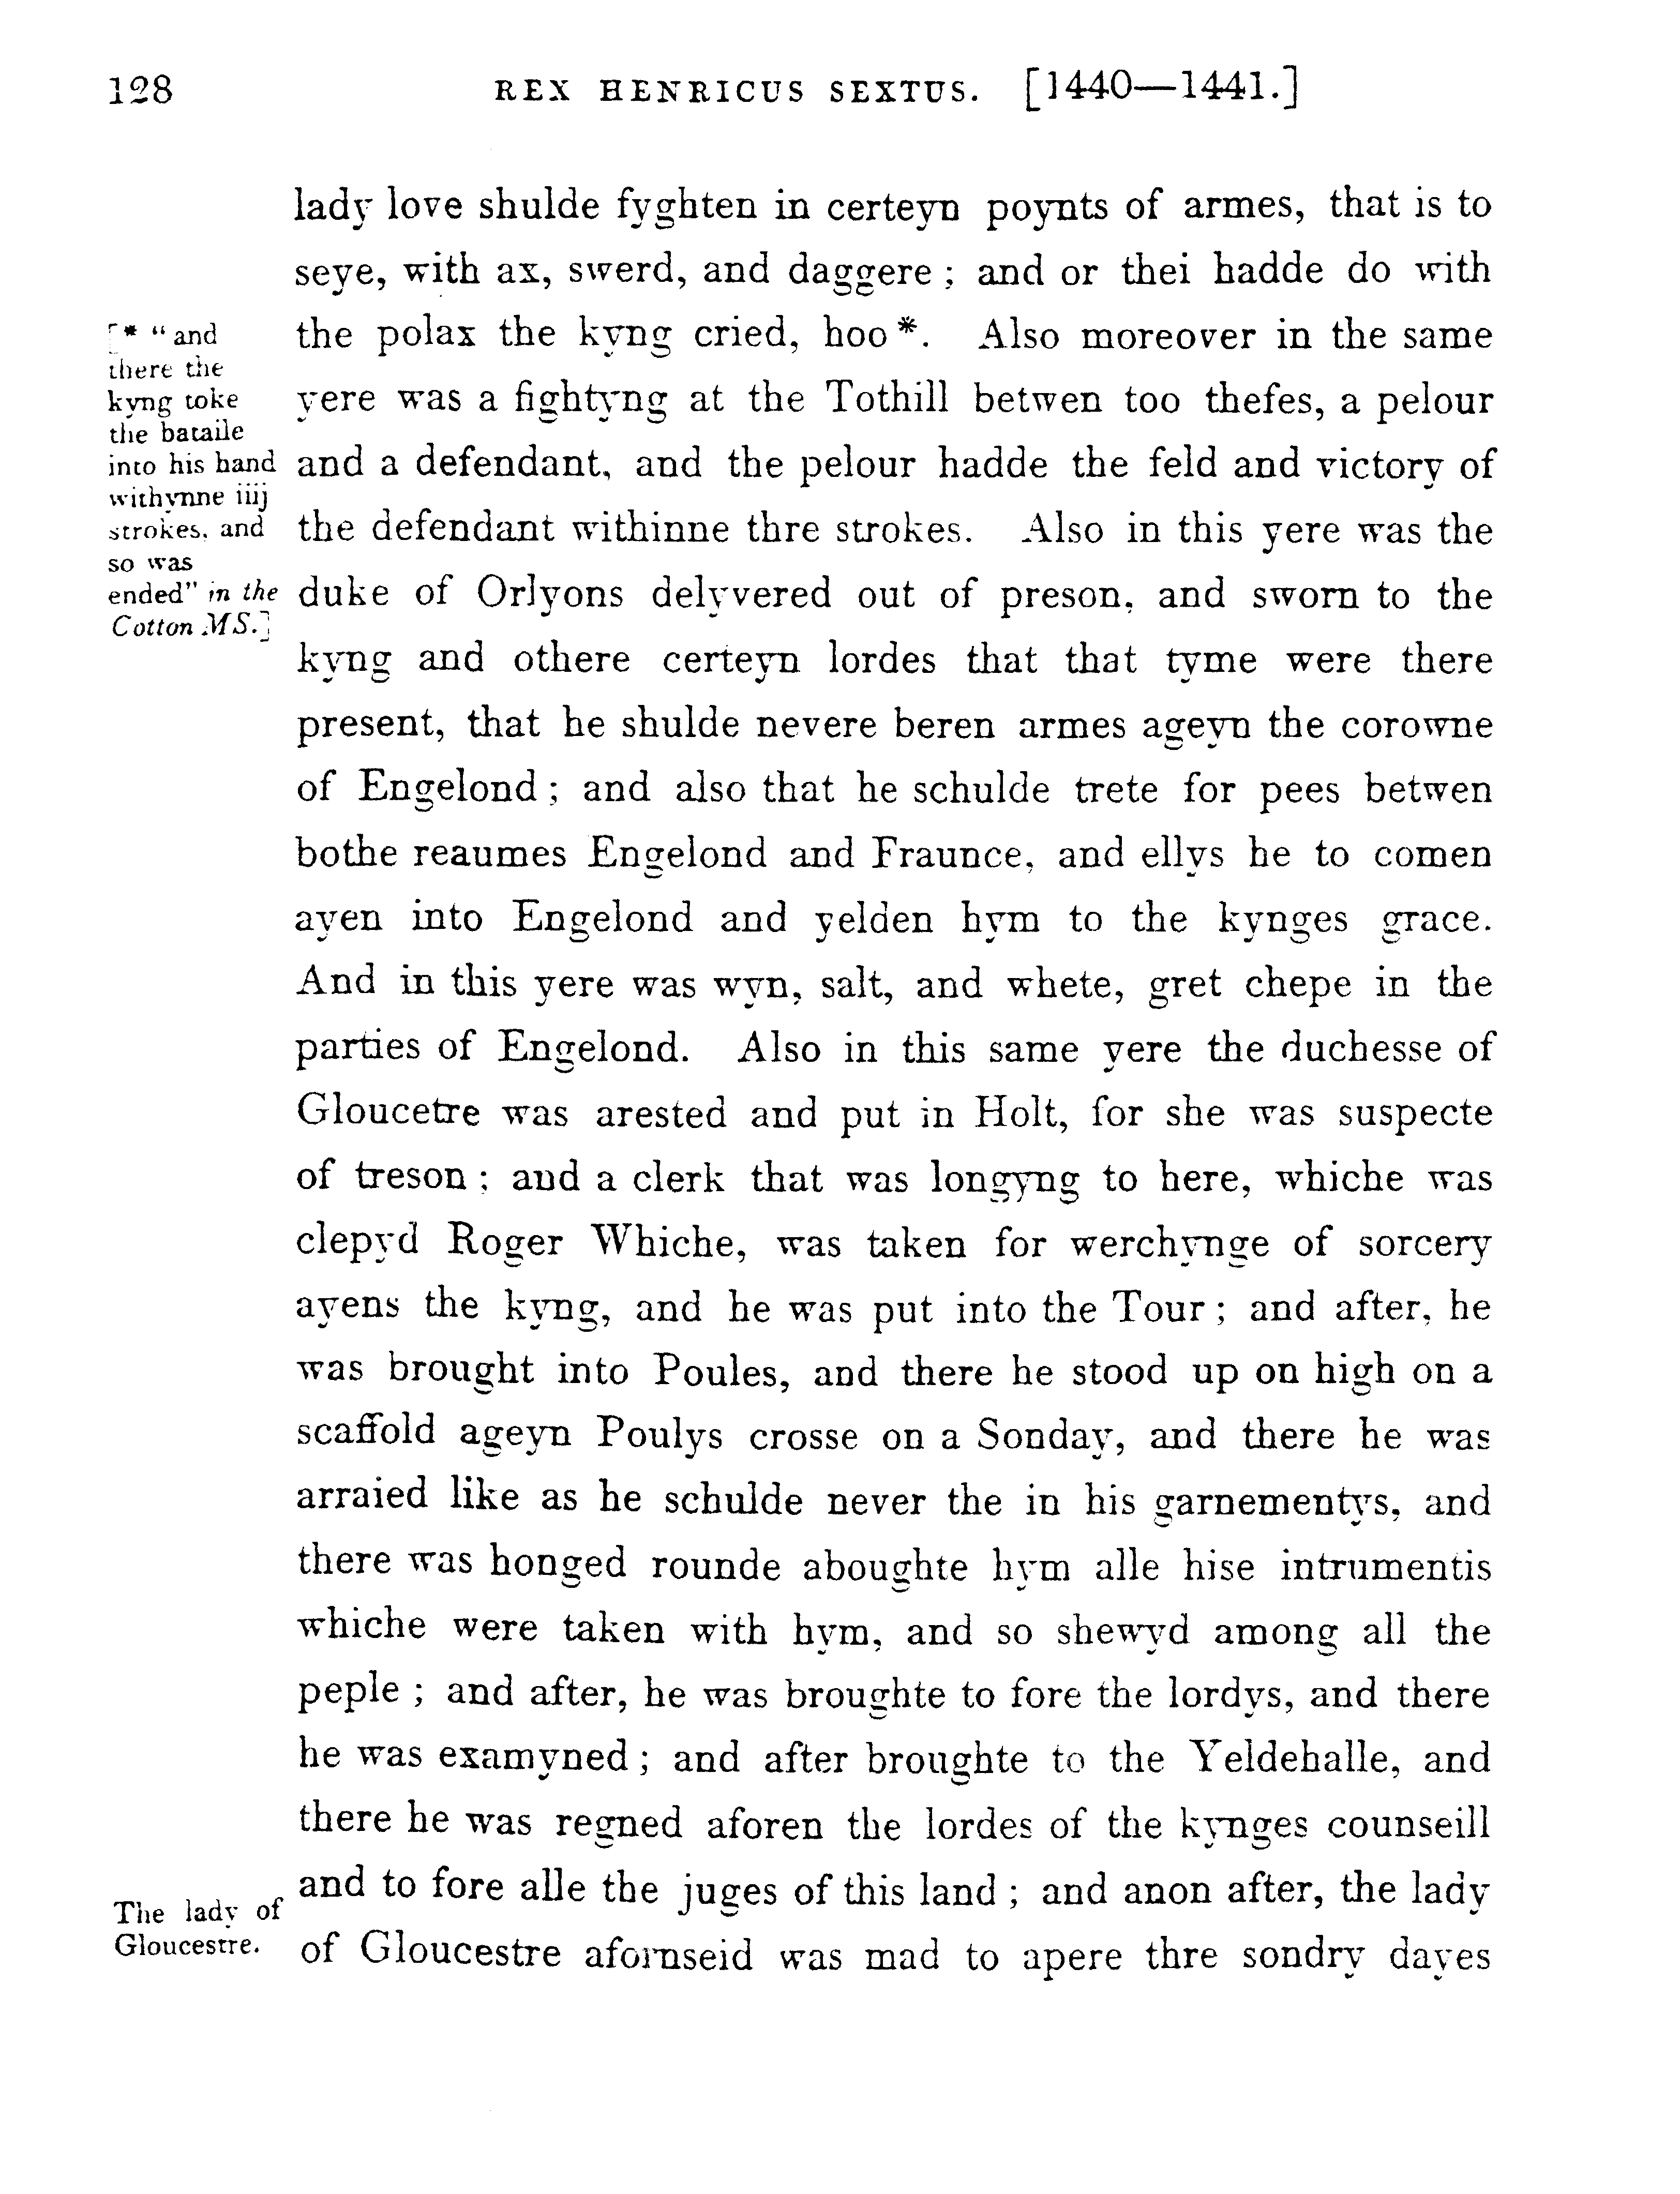 128 REX HENRICUS SEXTUS. [1440—1441.]
lady love shulde fyghten in certeyn poynts of armes, that is to
seye, with ax, swerd, and daggere ; and or thei hadde do with
the polax the kyng cried, hoo *. Also moreover in the same
yere was a fightyng at the Tothill betwen too thefes, a pelour
and a defendant, and the pelour hadde the feld and victory of
the defendant withinne thre strokes. Also in this yere was the
duke of Orlyons delyvered out of preson, and sworn to the
kyng and othere certeyn lordes that that tyme were there
present, that he shulde nevere beren armes ageyn the corowne
of Engelond ; and also that he schulde trete for pees betwen
bothe reaumes Engelond and Fraunce, and ellys he to comen
ayen into Engelond and yelden hym to the kynges grace.
And in this yere was wyn, salt, and whete, gret chepe in the
parties of Engelond. Also in this same yere the duchesse of
Gloucetre was arested and put in Holt, for she was suspecte
of treson ; and a clerk that was longyng to here, whiche was
clepyd Roger Whiche, was taken for werchynge of sorcery
ayens the kyng, and he was put into the Tour ; and after, he
was brought into Poules, and there he stood up on high on a
scaffold ageyn Poulys crosse on a Sonday, and there he was
arraied like as he schulde never the in his garnementys, and
there was honged rounde aboughte hym alle hise intrumentis
whiche were taken with hym, and so shewyd among all the
peple ; and after, he was broughte to fore the lordys, and there
he was examyned ; and after broughte to the Yeldehalle, and
there he was regned aforen the lordes of the kynges counseill
and to fore alle the juges of this land ; and anon after, the lady
of Gloucestre afornseid was mad to apere thre sondry dayes
[* "and
there the
kyng toke
the bataile
into his hand
withynne iiij
strokes, and
so was
ended" in the
Cotton MS.]
The lady of
Gloucestre.